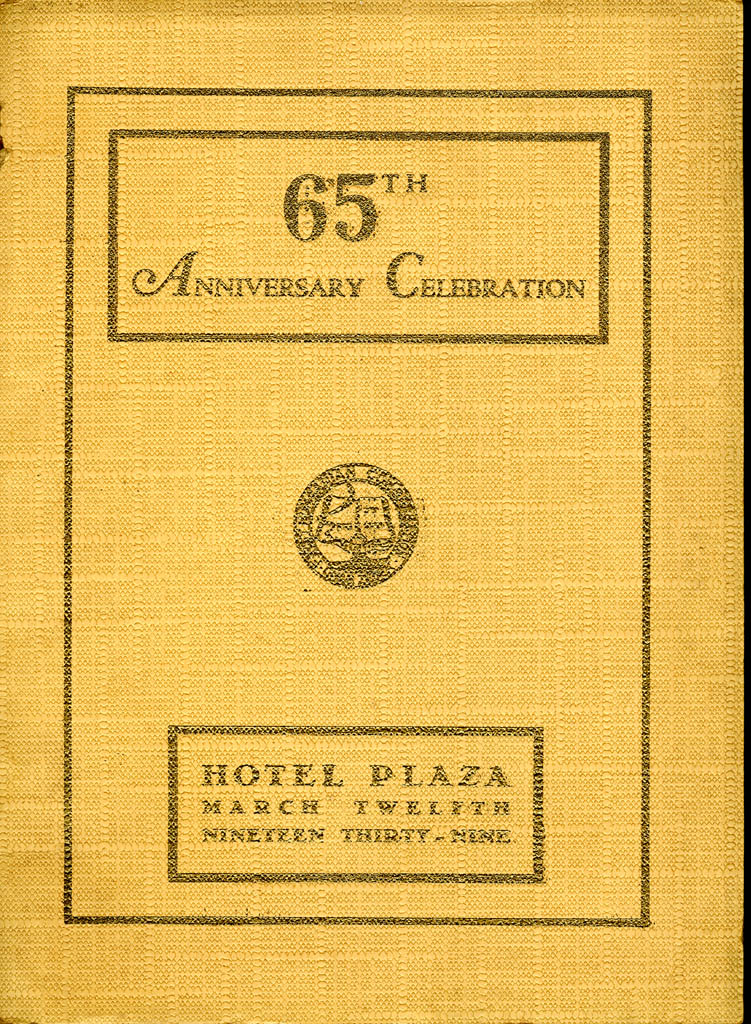 65TH
ANNIVERSARY CELEBRATION
HOTEL PLAZA
MARCH TWELFTH
NINETEEN THIRTY-NINE